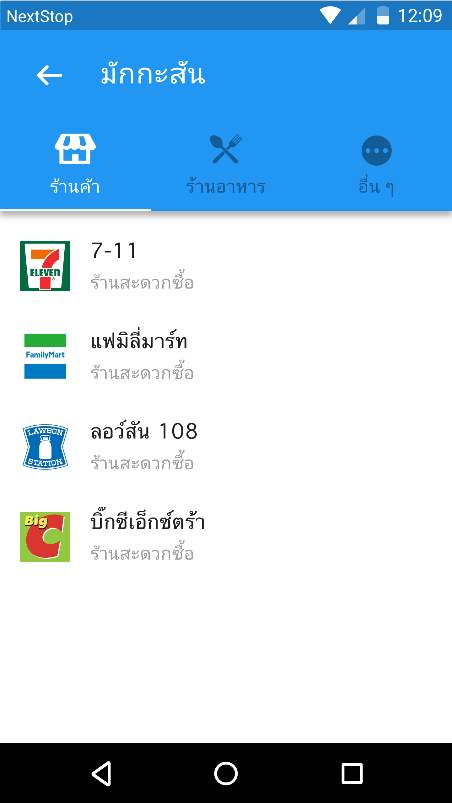 NextStop 12:09
มักกะสัน
ร้านค้า ร้านอาหาร อื่น ๆ
7-11
ELEVEN
ร้านสะดวกซื้อ
แฟมิลี่มาร์ท
FamilyMart
ร้านสะดวกซื้อ
ลอว์สัน 108
LAWSON
STATION
ร้านสะดวกซื้อ
บิ๊กซีเอ็กซ์ตร้า
Big C
ร้านสะดวกซื้อ